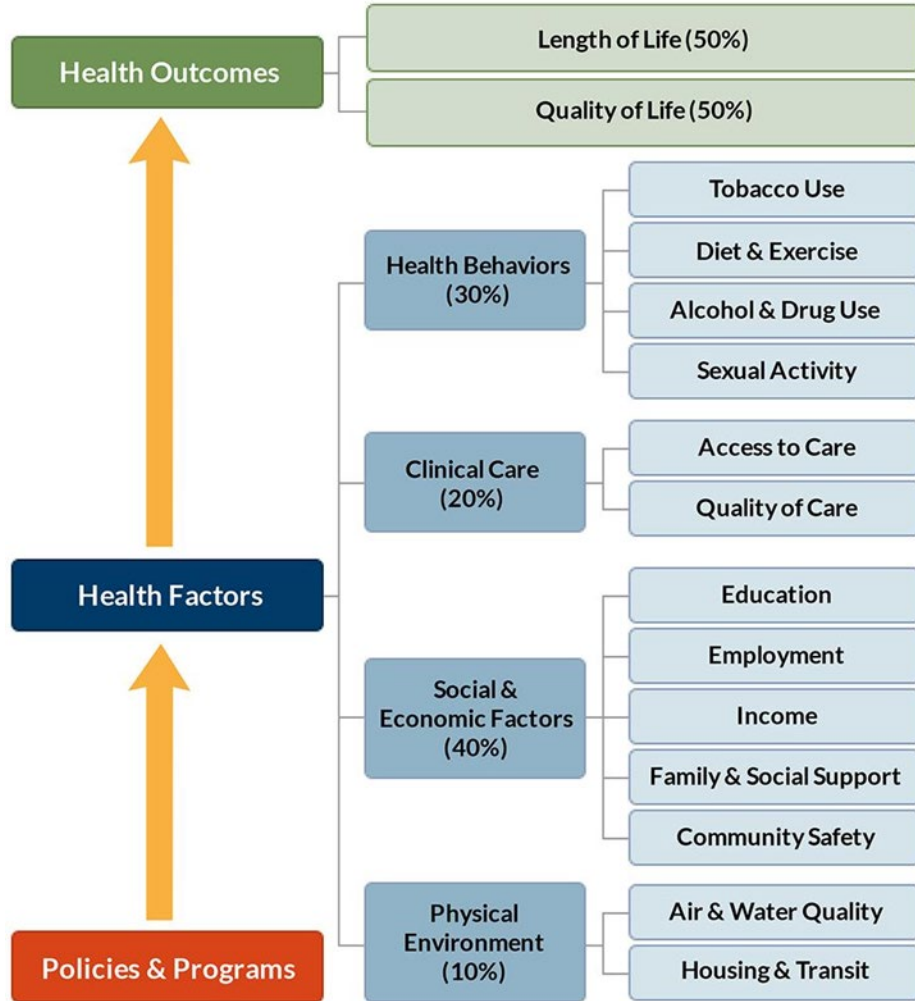 Health Outcomes
Length of Life (50%)
Quality of Life (50%)
Health Factors
Health Behaviors
(30%)
Tobacco Use
Diet & Exercise
Alcohol & Drug Use
Sexual Activity
Clinical Care
(20%)
Access to Care
Quality of Care
Social &
Economic Factors
(40%)
Education
Employment
Income
Family & Social Support
Community Safety
Physical
Environment
(10%)
Air & Water Quality
Housing & Transit
Policies & Programs